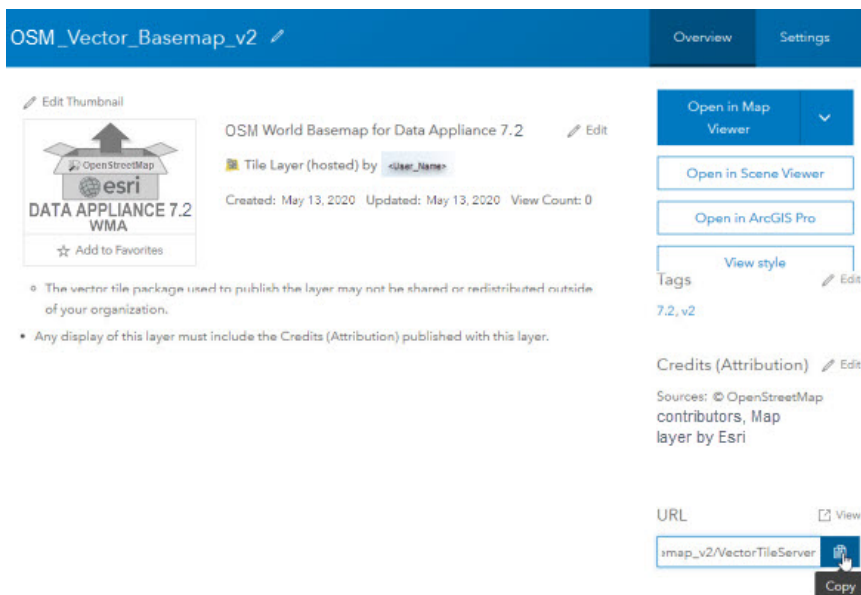 OSM_Vector_Basemap_v2
Overview
Settings
Edit Thumbnail
OpenStreetMap
esri
DATA APPLIANCE 7.2
WMA
Add to Favorites
OSM World Basemap for Data Appliance 7.2
Edit
Tile Layer (hosted) by <User_Name>
Created: May 13, 2020 Updated: May 13, 2020 View Count: 0
The vector tile package used to publish the layer may not be shared or redistributed outside
of your organization.
Any display of this layer must include the Credits (Attribution) published with this layer.
Open in Map
Viewer
Open in Scene Viewer
Open in ArcGIS Pro
View style
Tags
Edit
7.2, v2
Credits (Attribution)
Edit
Sources: © OpenStreetMap
contributors, Map
layer by Esri
URL
View
map_v2/VectorTileServer
Copy